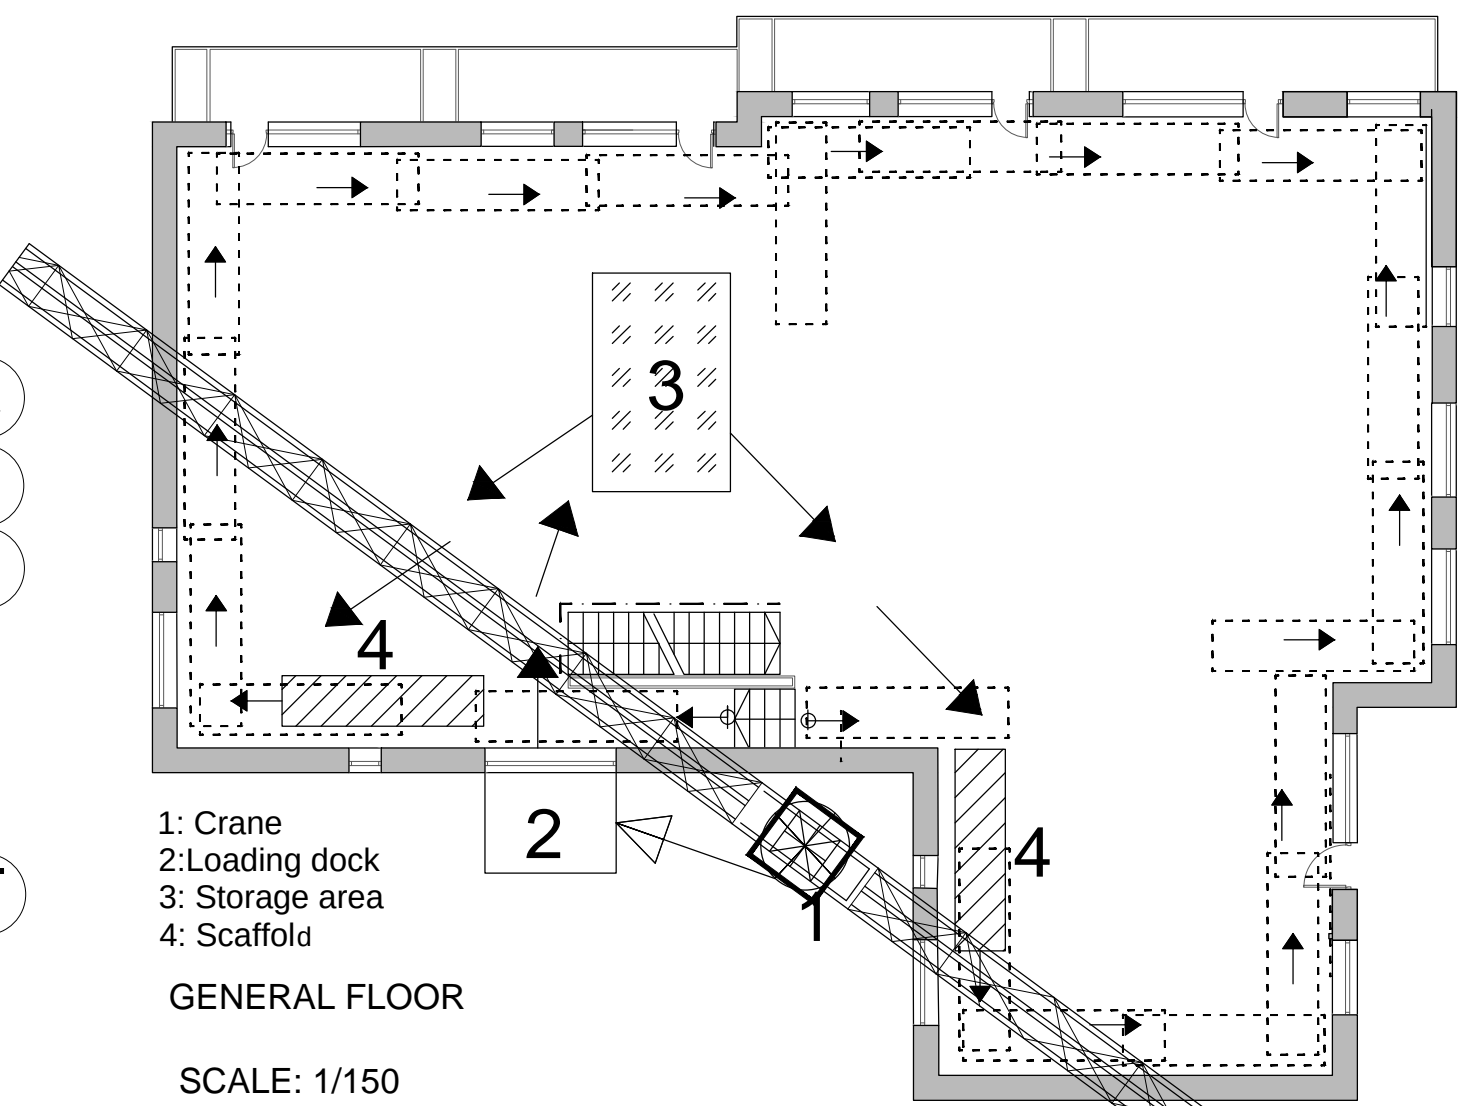 3
4
2
4
1
1: Crane
2:Loading dock
3: Storage area
4: Scaffold
GENERAL FLOOR
SCALE: 1/150